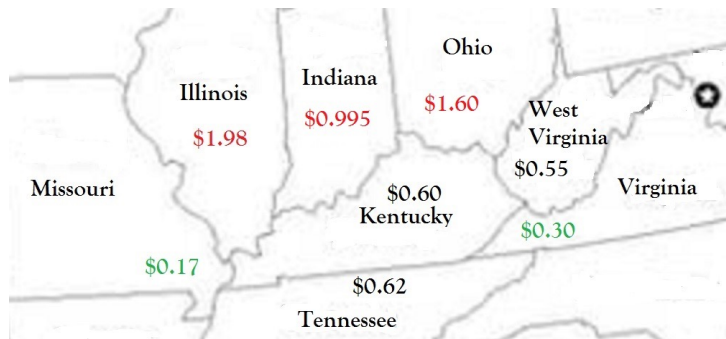 Ohio
Indiana
Illinois
$1.60
$0.995
West
Virginia
$1.98
$0.55
Missouri
$0.60
Kentucky
Virginia
$0.30
$0.17
$0.62
Tennessee